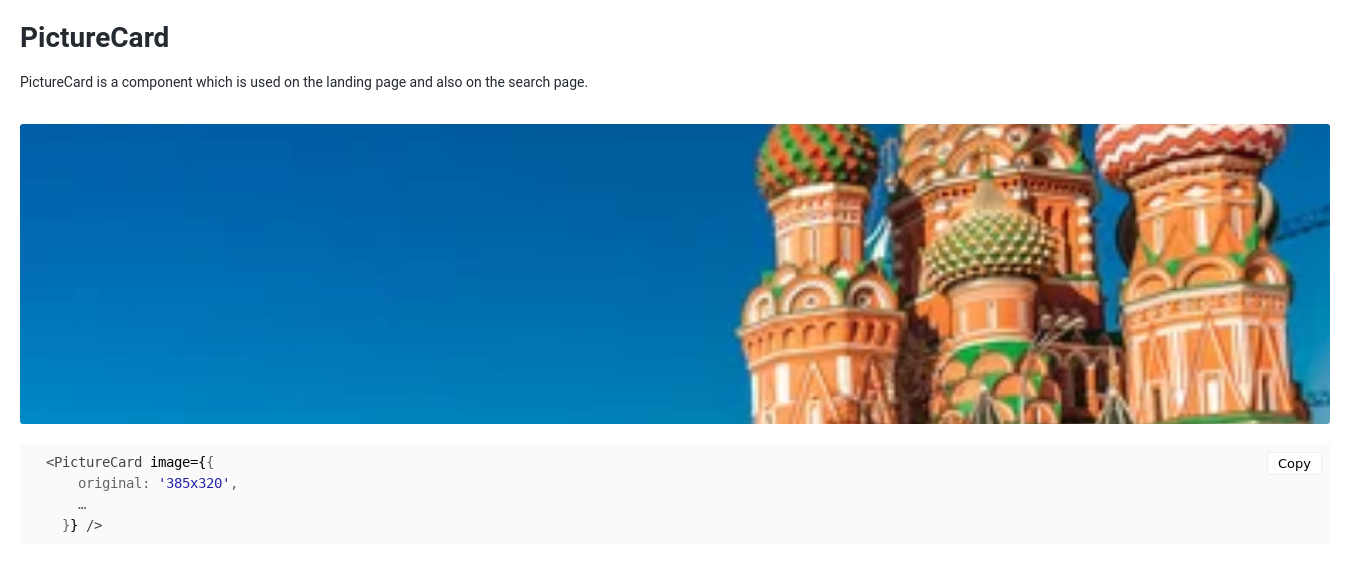 PictureCard
PictureCard is a component which is used on the landing page and also on the search page.
<PictureCard image={{
Copy
original: '385x320',
…
}} />